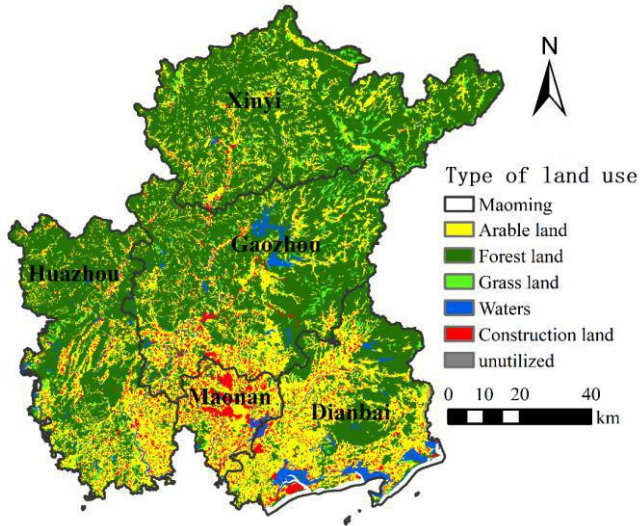 N
Xinyi
Gaozhou
Huazhou
Maonan
Dianbai
Type of land use
Maoming
Arable land
Forest land
Grass land
Waters
Construction land
unutilized
0 20 40
km